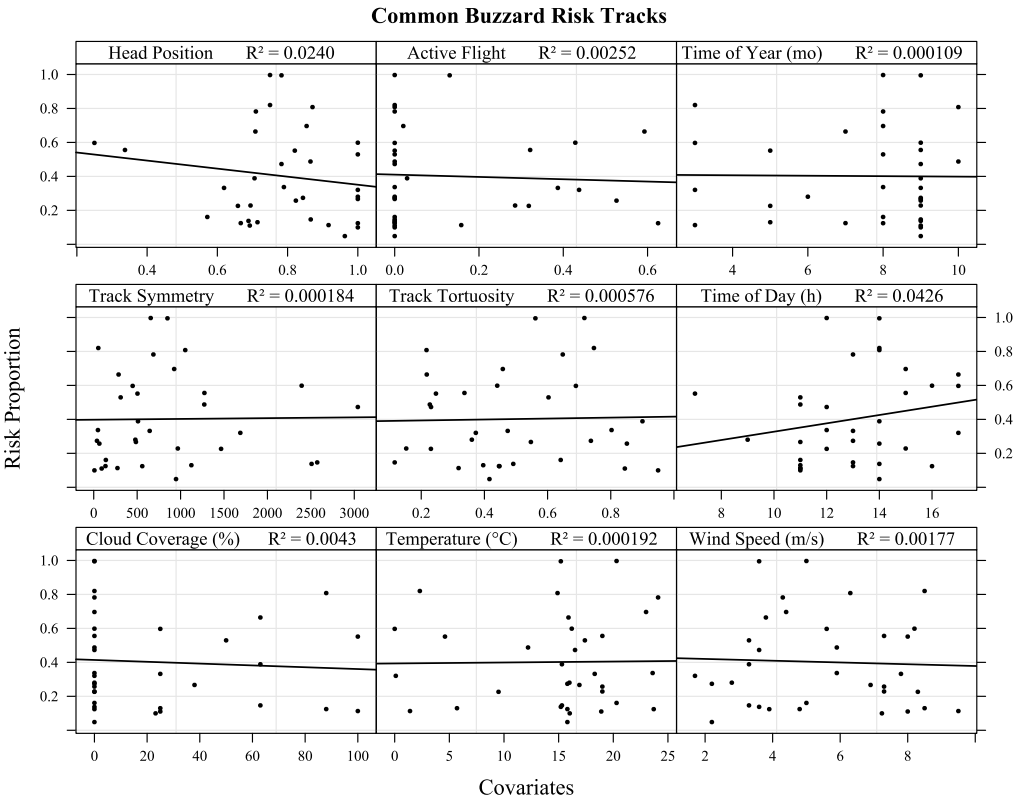 Common Buzzard Risk Tracks
Head Position R² = 0.0240 Active Flight R² = 0.00252 Time of Year (mo) R² = 0.000109
1.0
0.8
0.6
0.4
0.2
0.4 0.6 0.8 1.0 0.0 0.2 0.4 0.6 4 6 8 10
Track Symmetry R² = 0.000184 Track Tortuosity R² = 0.000576 Time of Day (h) R² = 0.0426
1.0
0.8
0.6
0.4
0.2
0 500 1000 1500 2000 2500 3000 0.2 0.4 0.6 0.8 8 10 12 14 16
Cloud Coverage (%) R² = 0.0043 Temperature (°C) R² = 0.000192 Wind Speed (m/s) R² = 0.00177
1.0
0.8
0.6
0.4
0.2
0 20 40 60 80 100 0 5 10 15 20 25 2 4 6 8
Risk Proportion
Covariates